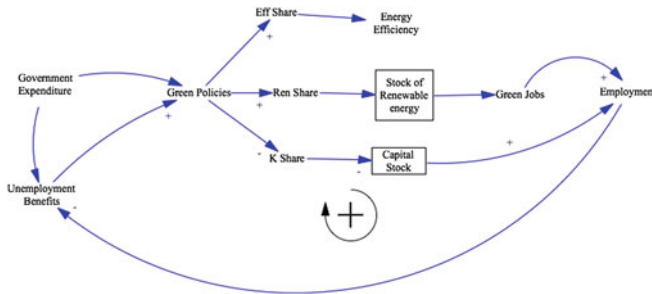 Eff Share
Energy
Efficiency
+
Government
Expenditure
Green Policies
+
+
Ren Share
Stock of
Renewable
energy
Green Jobs
+
Employment
-
K Share
-
Capital
Stock
+
Unemployment
Benefits
-
+